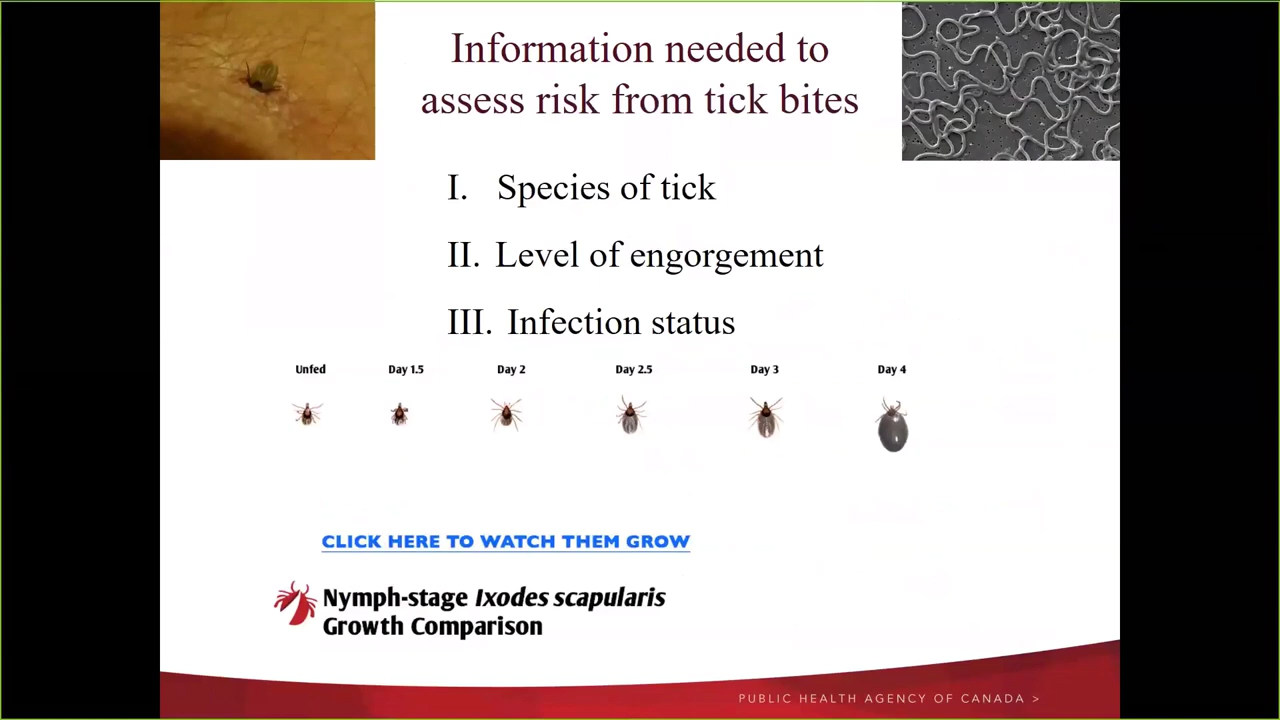 Information needed to
assess risk from tick bites
I. Species of tick
II. Level of engorgement
III. Infection status
Unfed Day 1.5 Day 2 Day 2.5 Day 3 Day 4
CLICK HERE TO WATCH THEM GROW
Nymph-stage Ixodes scapularis
Growth Comparison
PUBLIC HEALTH AGENCY OF CANADA >